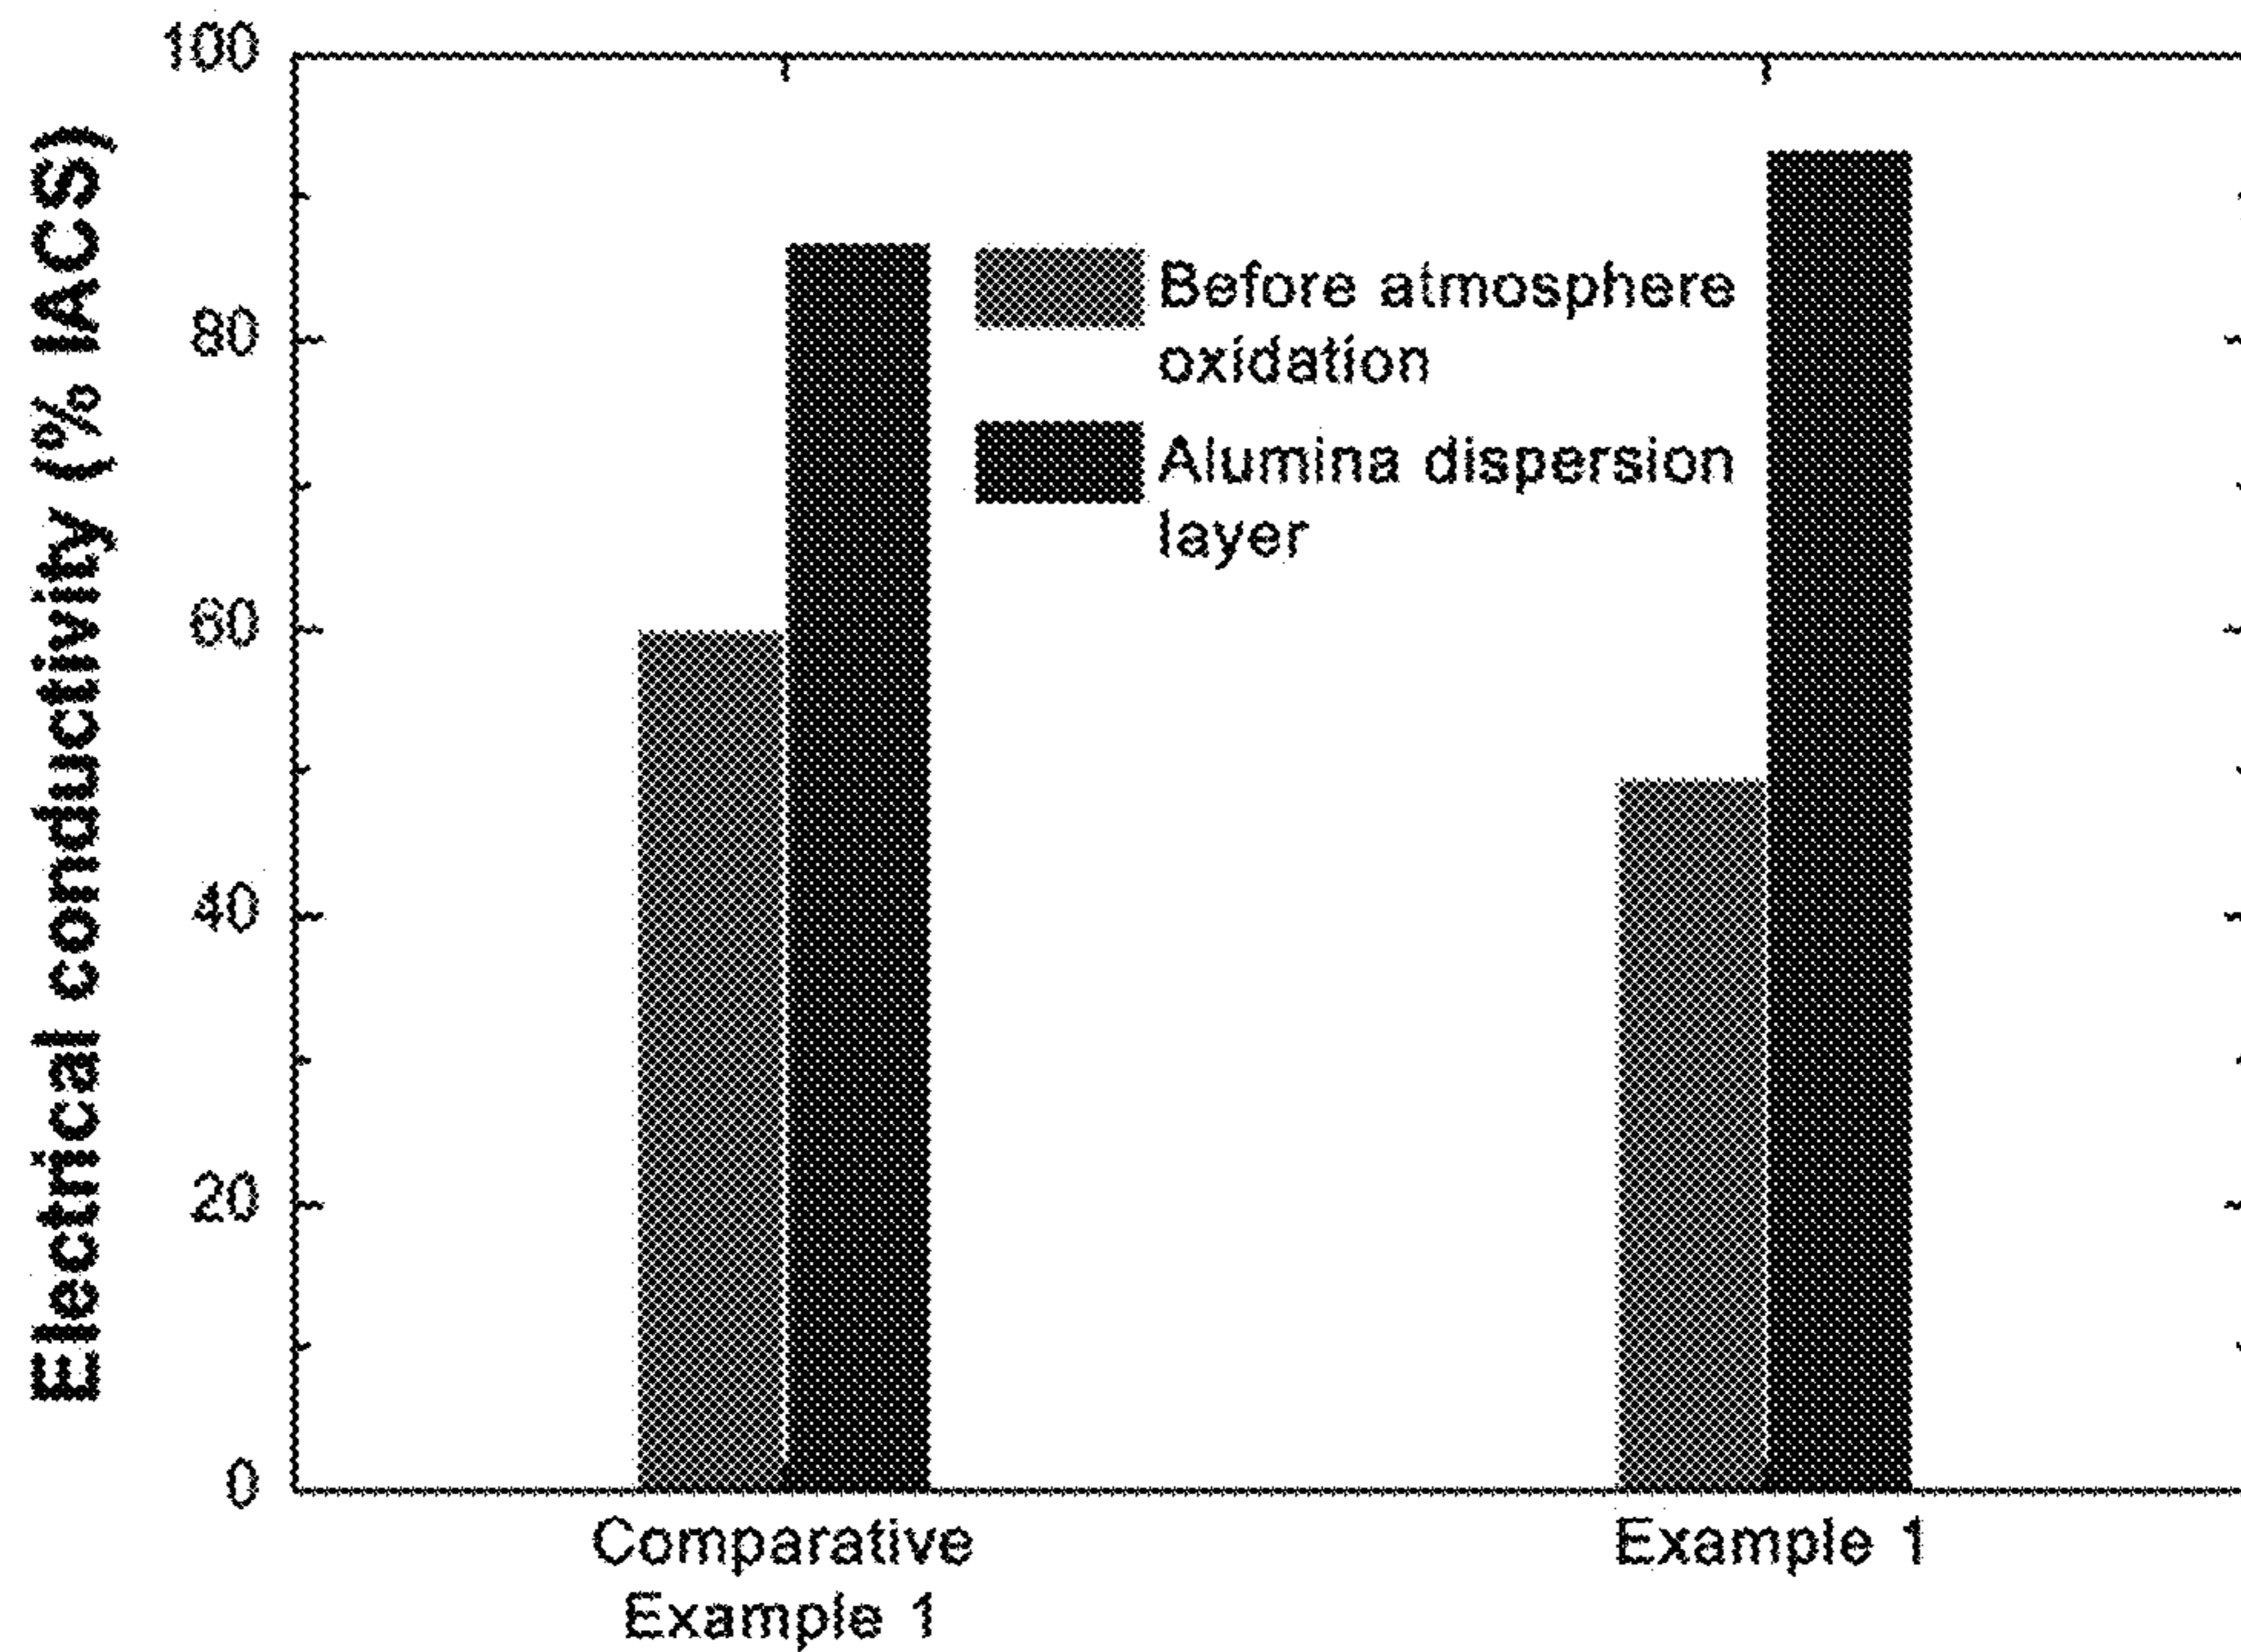 Electrical conductivity (% IACS)
100
80
60
40
20
0
Before atmosphere
oxidation
Alumina dispersion
layer
Comparative
Example 1
Example 1